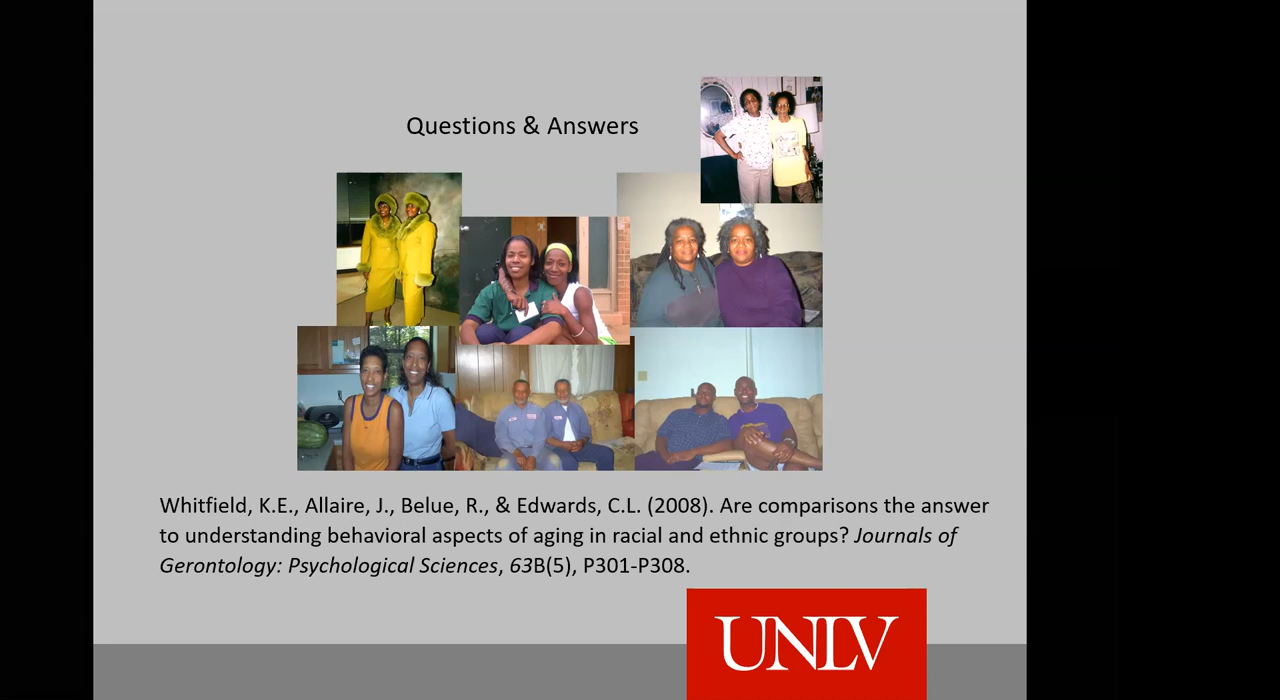 Questions & Answers
Whitfield, K.E., Allaire, J., Belue, R., & Edwards, C.L. (2008). Are comparisons the answer
to understanding behavioral aspects of aging in racial and ethnic groups? Journals of
Gerontology: Psychological Sciences, 63B(5), P301-P308.
UNLV